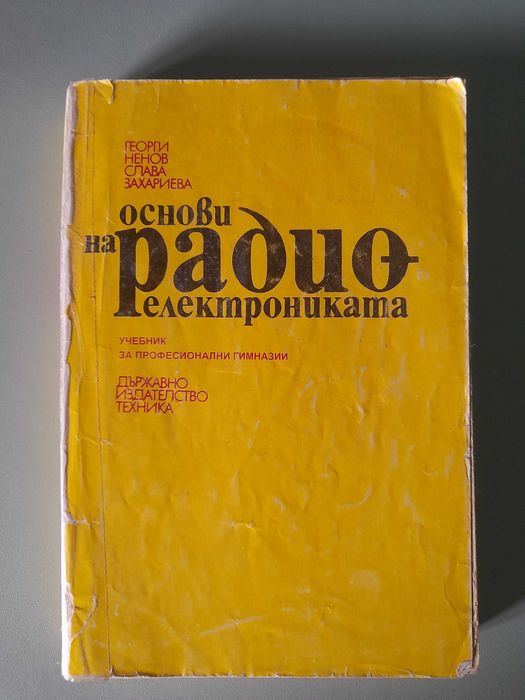 ГЕОРГИ
НЕНОВ
СЛАВА
ЗАХАРИЕВА
основи
на радио-
електрониката
УЧЕБНИК
ЗА ПРОФЕСИОНАЛНИ ГИМНАЗИИ
ДЪРЖАВНО
ИЗДАТЕЛСТВО
ТЕХНИКА